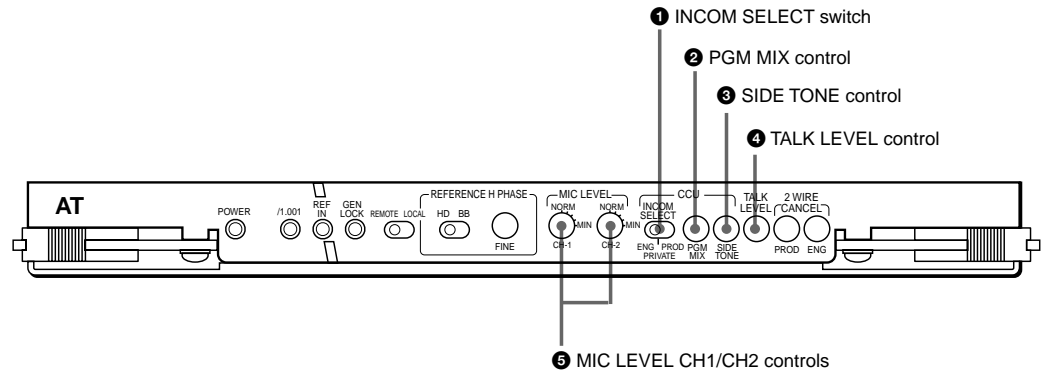 ❶ INCOM SELECT switch
❷ PGM MIX control
❸ SIDE TONE control
❹ TALK LEVEL control
AT
POWER
/1.001
REF
IN
GEN
LOCK
REMOTE LOCAL
REFERENCE H PHASE
HD BB
FINE
MIC LEVEL
NORM
MIN
CH-1
NORM
MIN
CH-2
CCU
INCOM
SELECT
ENG PROD
PRIVATE
PGM
MIX
SIDE
TONE
TALK
LEVEL
2 WIRE
CANCEL
PROD ENG
❺ MIC LEVEL CH1/CH2 controls